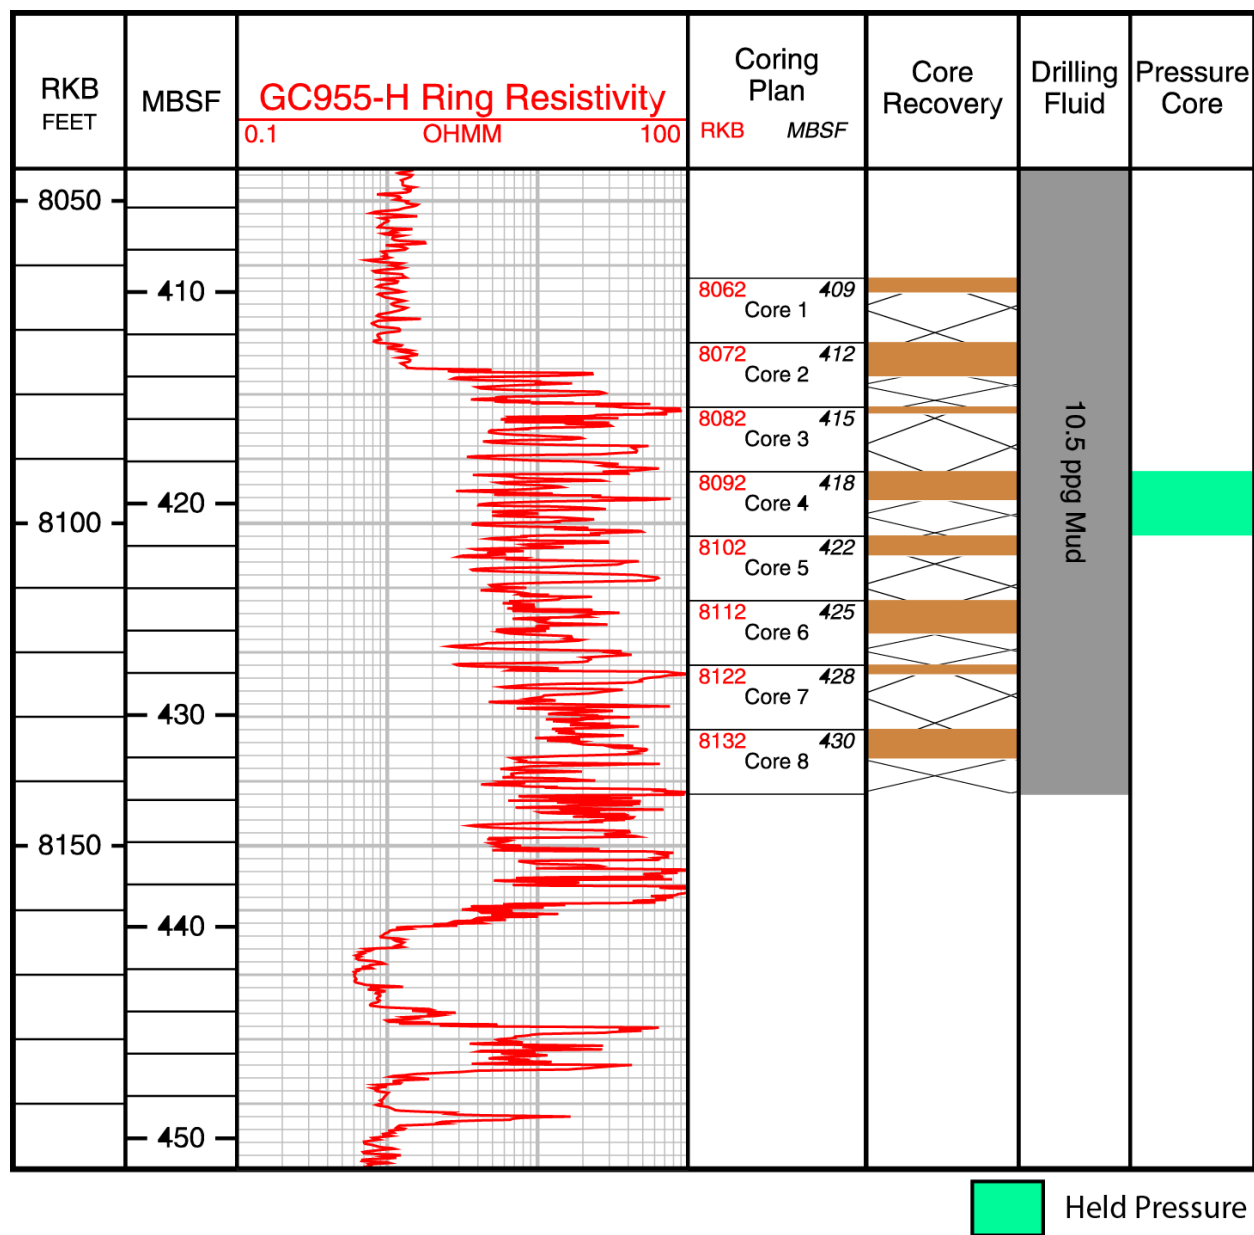 RKB
FEET
MBSF
GC955-H Ring Resistivity
0.1 OHMM 100
Coring
Plan
RKB MBSF
Core
Recovery
Drilling
Fluid
Pressure
Core
8050
8100
8150
410
420
430
440
450
8062 409
Core 1
8072 412
Core 2
8082 415
Core 3
8092 418
Core 4
8102 422
Core 5
8112 425
Core 6
8122 428
Core 7
8132 430
Core 8
10.5 ppg Mud
Held Pressure